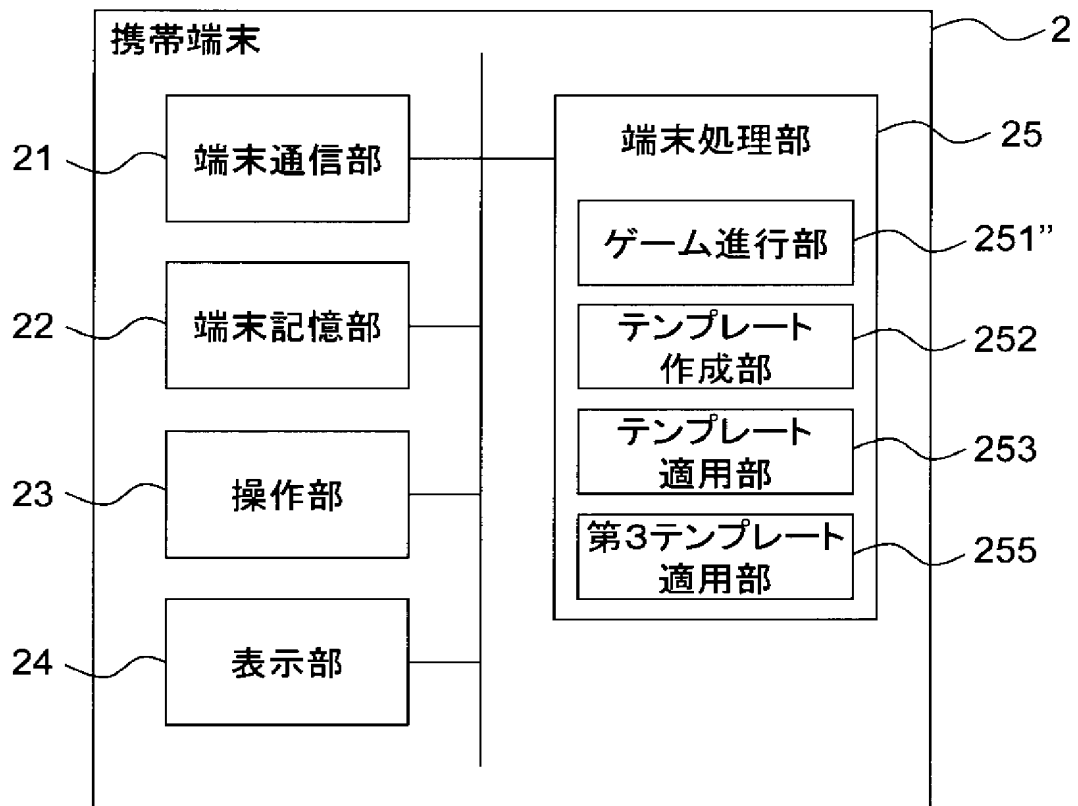 携帯端末
2
21
端末通信部
22
端末記憶部
23
操作部
24
表示部
端末処理部
25
ゲーム進行部
251”
テンプレート
作成部
252
テンプレート
適用部
253
第3テンプレート
適用部
255